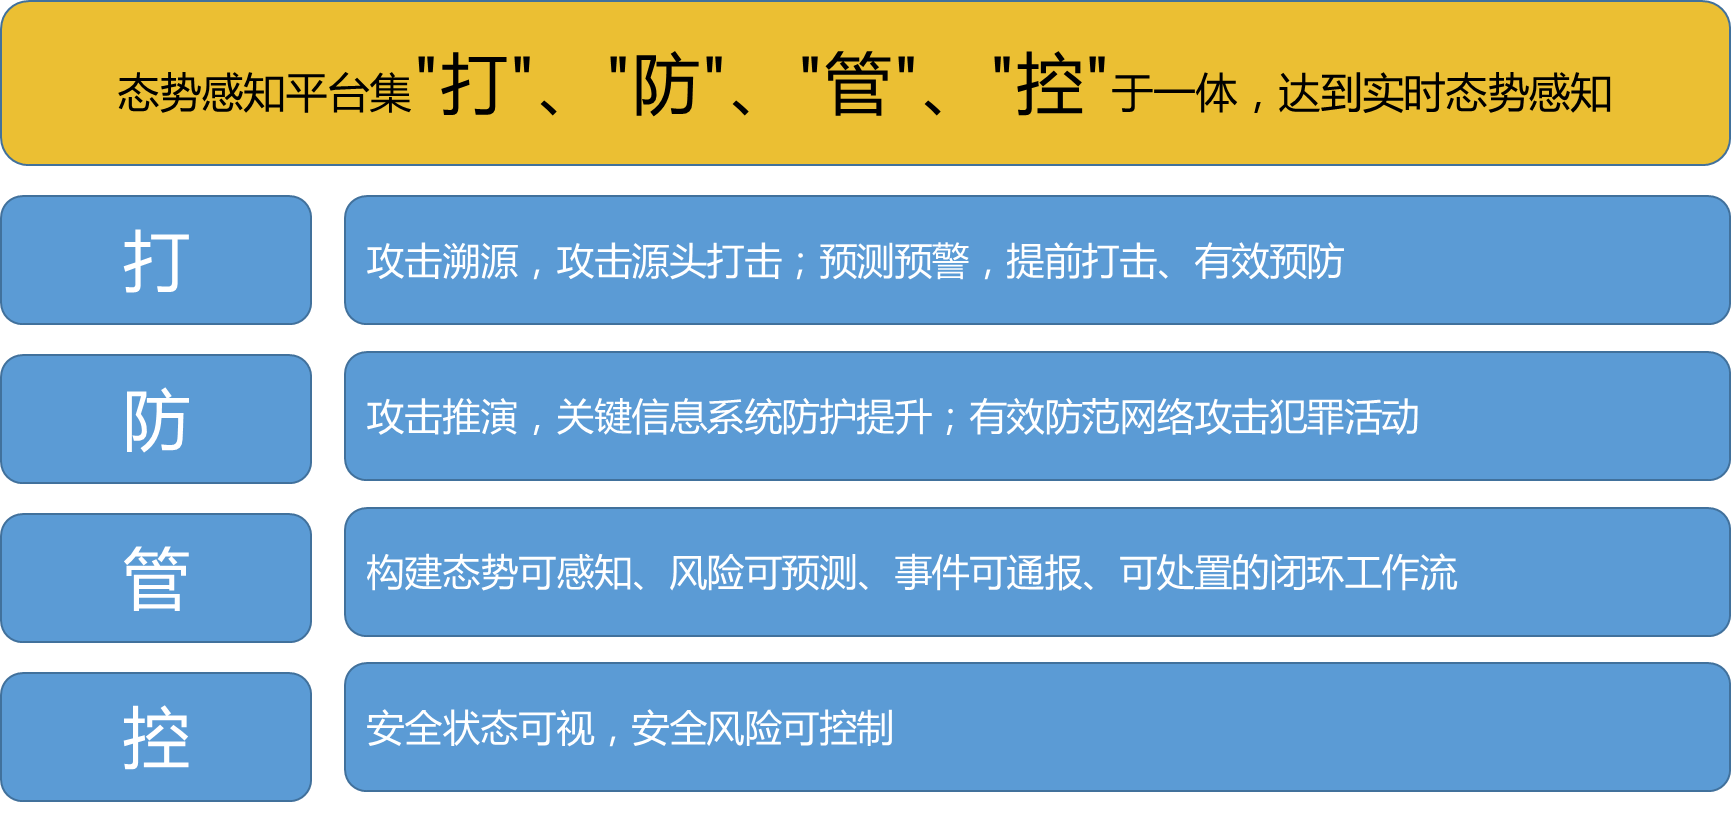 态势感知平台集"打"、"防"、"管"、"控"于一体，达到实时态势感知
打
攻击溯源，攻击源头打击；预测预警，提前打击、有效预防
防
攻击推演，关键信息系统防护提升；有效防范网络攻击犯罪活动
管
构建态势可感知、风险可预测、事件可通报、可处置的闭环工作流
控
安全状态可视，安全风险可控制